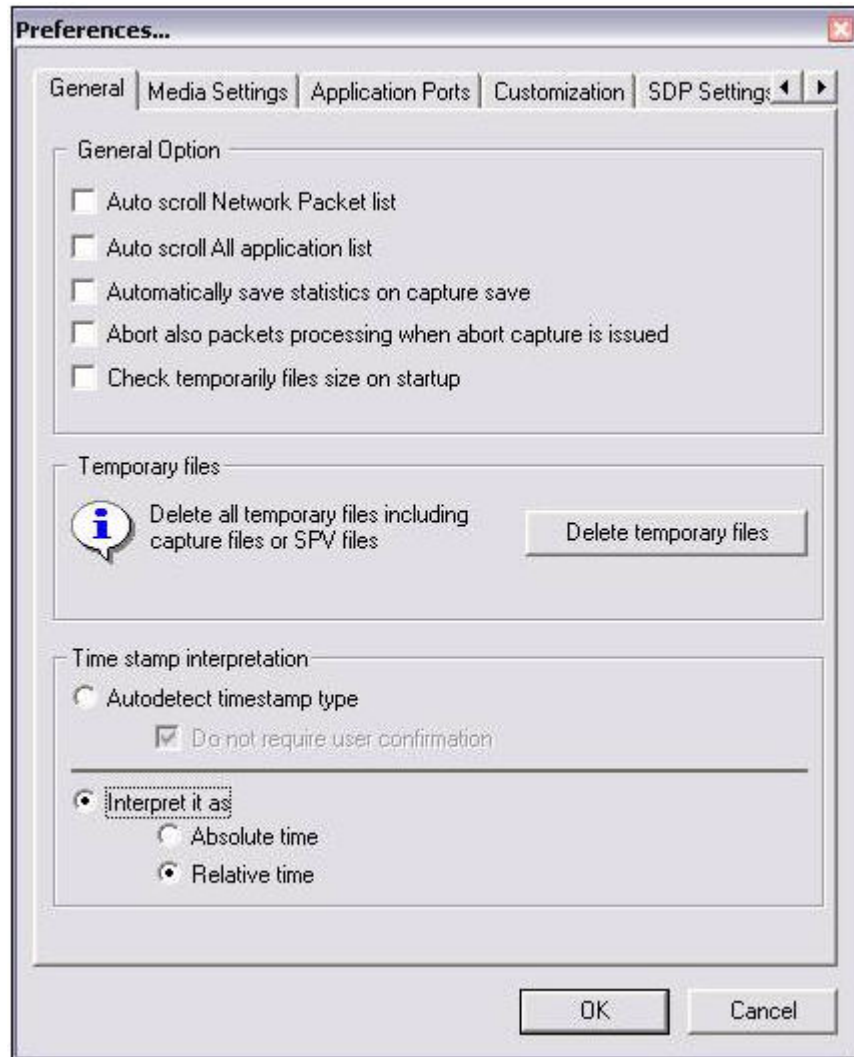 Preferences...
General
Media Settings
Application Ports
Customization
SDP Settings
General Option
Auto scroll Network Packet list
Auto scroll All application list
Automatically save statistics on capture save
Abort also packets processing when abort capture is issued
Check temporarily files size on startup
Temporary files
Delete all temporary files including
capture files or SPV files
Delete temporary files
Time stamp interpretation
Autodetect timestamp type
Do not require user confirmation
Interpret it as
Absolute time
Relative time
OK
Cancel